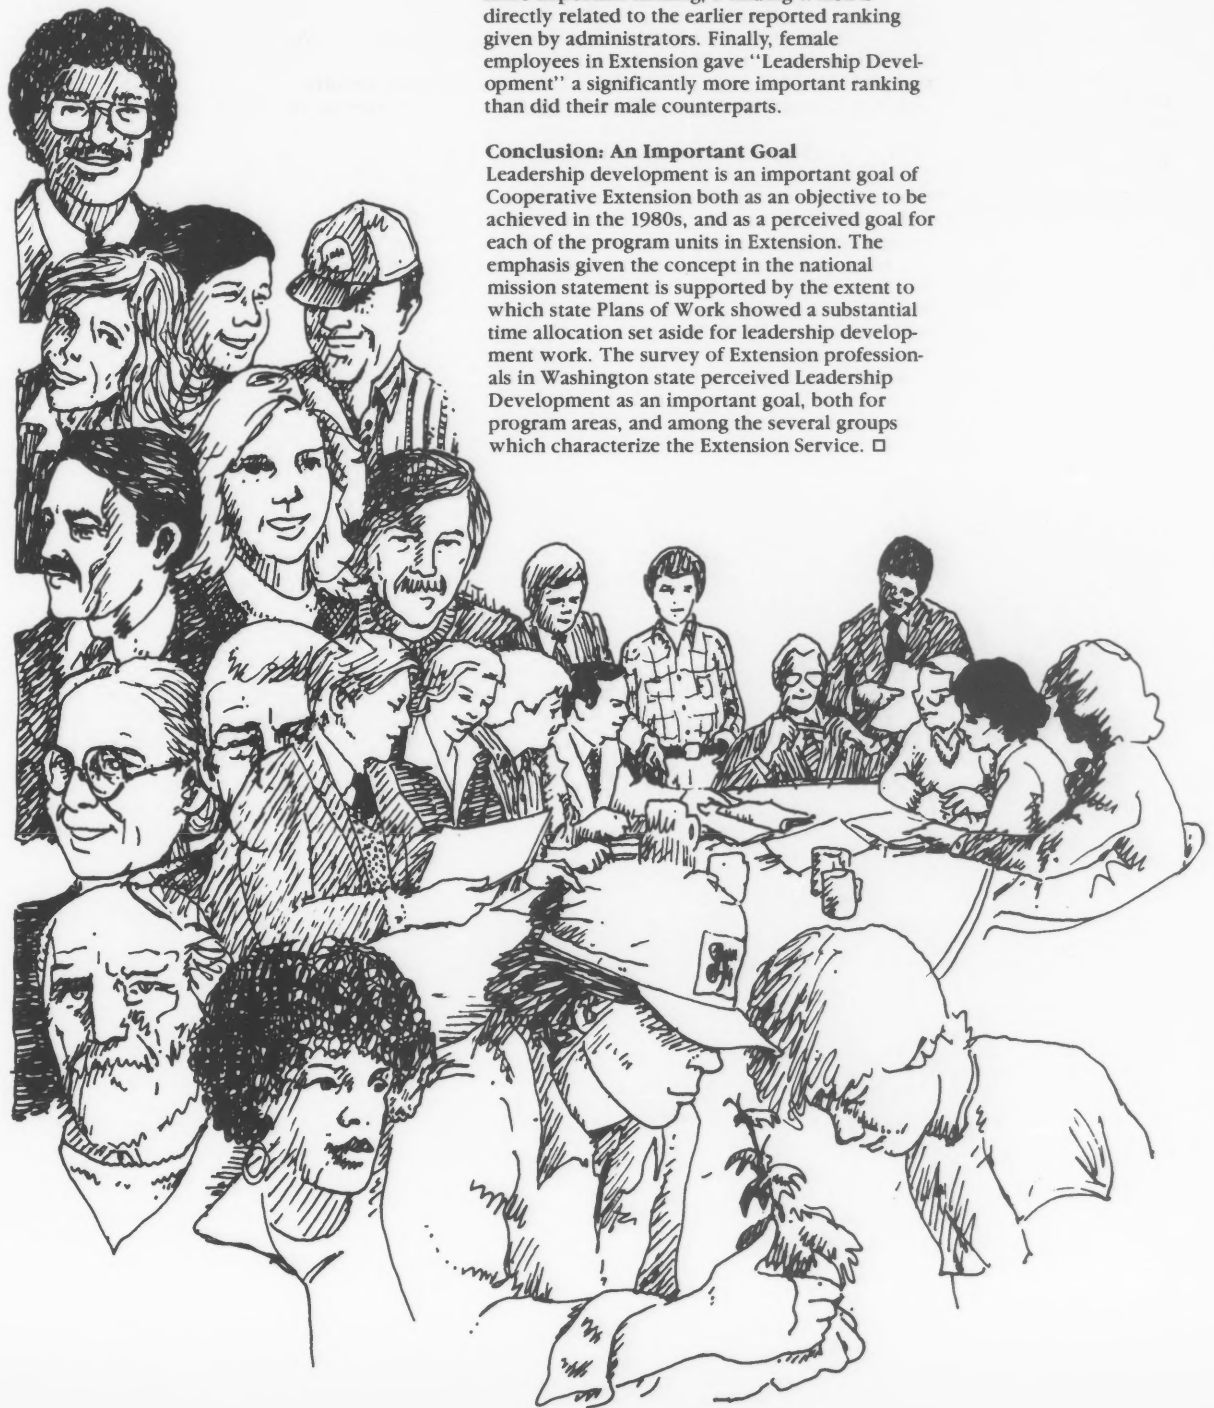 directly related to the earlier reported ranking
given by administrators. Finally, female
employees in Extension gave “Leadership Devel-
opment” a significantly more important ranking
than did their male counterparts.
Conclusion: An Important Goal
Leadership development is an important goal of
Cooperative Extension both as an objective to be
achieved in the 1980s, and as a perceived goal for
each of the program units in Extension. The
emphasis given the concept in the national
mission statement is supported by the extent to
which state Plans of Work showed a substantial
time allocation set aside for leadership develop-
ment work. The survey of Extension profession-
als in Washington state perceived Leadership
Development as an important goal, both for
program areas, and among the several groups
which characterize the Extension Service. □